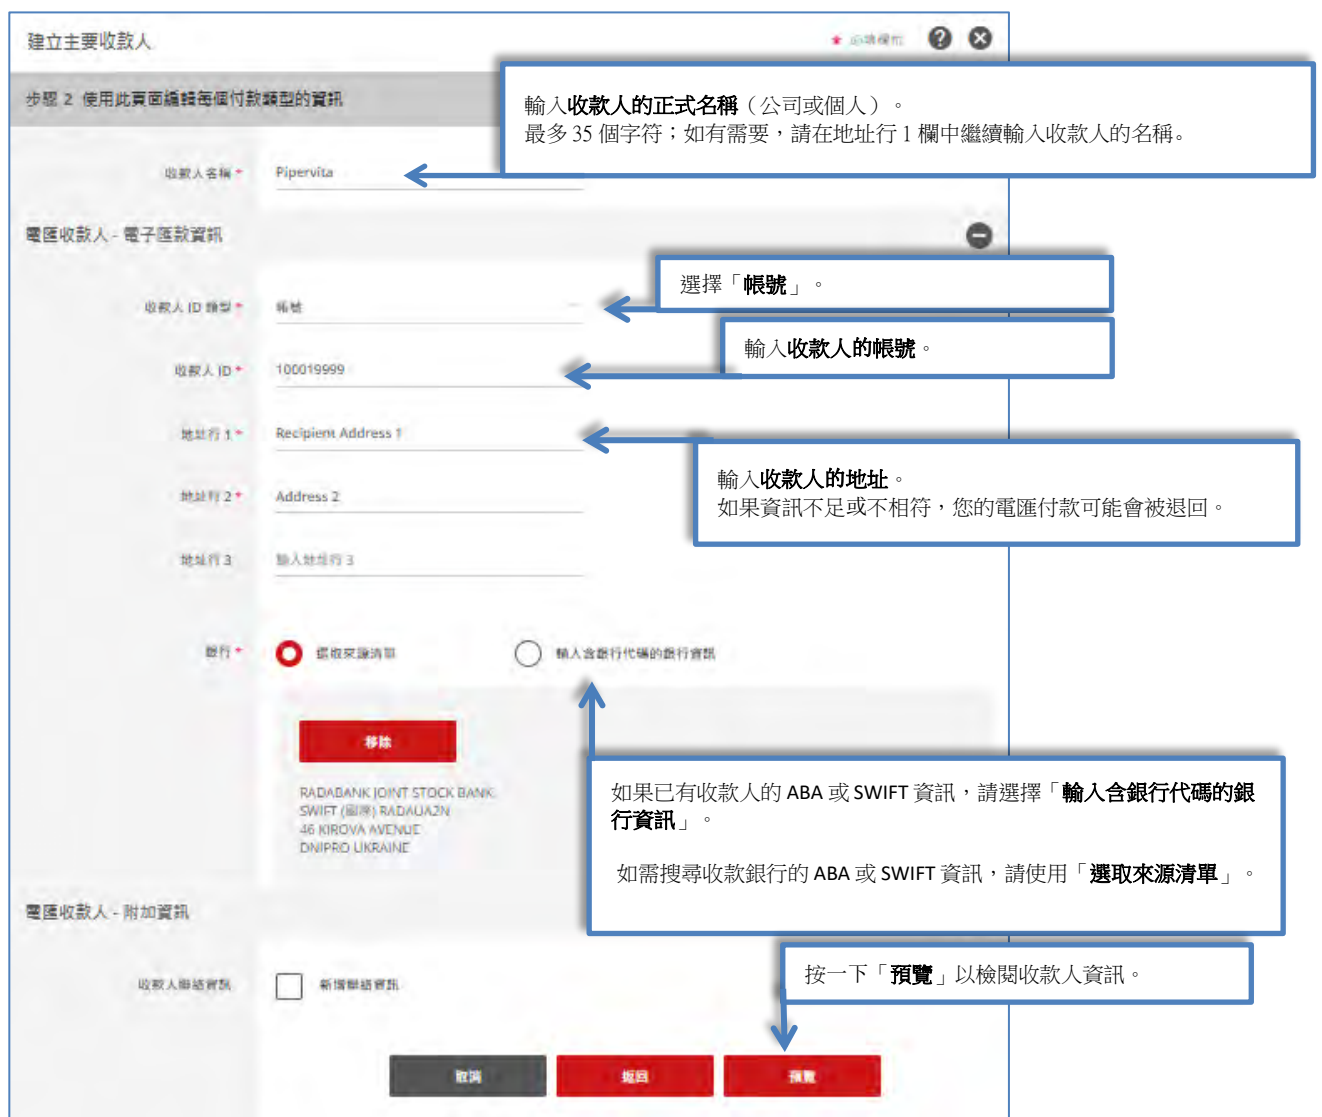 建立主要收款人
* 必填欄位
步驟 2 使用此頁面編輯每個付款類型的資訊
輸入收款人的正式名稱（公司或個人）。
最多 35 個字符；如有需要，請在地址行 1 欄中繼續輸入收款人的名稱。
收款人名稱 *
Pipervita
電匯收款人 - 電子匯款資訊
選擇「帳號」。
收款人 ID 類型 *
帳號
輸入收款人的帳號。
收款人 ID *
100019999
地址行 1 *
Recipient Address 1
輸入收款人的地址。
如果資訊不足或不相符，您的電匯付款可能會被退回。
地址行 2 *
Address 2
地址行 3
輸入地址行 3
銀行 *
選取來源清單
輸入含銀行代碼的銀行資訊
移除
RADABANK JOINT STOCK BANK
SWIFT (國際) RADAUA2N
46 KIROVA AVENUE
DNIPRO UKRAINE
如果已有收款人的 ABA 或 SWIFT 資訊，請選擇「輸入含銀行代碼的銀
行資訊」。
如需搜尋收款銀行的 ABA 或 SWIFT 資訊，請使用「選取來源清單」。
電匯收款人 - 附加資訊
按一下「預覽」以檢閱收款人資訊。
收款人聯絡資訊
新增聯絡資訊
取消
返回
預覽